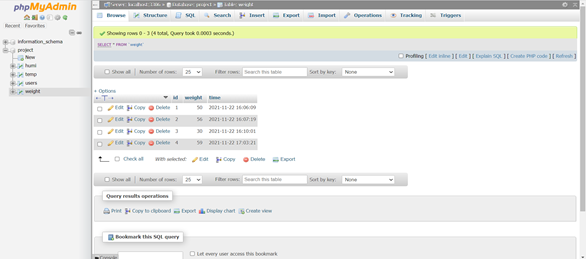 phpMyAdmin
Server: localhost:3306 » Database: project » Table: weight
Browse Structure SQL Search Insert Export Import Operations Tracking Triggers
Recent Favorites
information_schema
project
New
humi
temp
users
weight
Showing rows 0 - 3 (4 total, Query took 0.0003 seconds.)
SELECT * FROM `weight`
Profiling [ Edit inline ] [ Edit ] [ Explain SQL ] [ Create PHP code ] [ Refresh ]
Show all Number of rows: 25 Filter rows: Search this table Sort by key: None
+ Options
id weight time
Edit Copy Delete 1 50 2021-11-22 16:06:09
Edit Copy Delete 2 56 2021-11-22 16:07:19
Edit Copy Delete 3 30 2021-11-22 16:10:01
Edit Copy Delete 4 59 2021-11-22 17:03:21
Check all With selected: Edit Copy Delete Export
Show all Number of rows: 25 Filter rows: Search this table Sort by key: None
Query results operations
Print Copy to clipboard Export Display chart Create view
Bookmark this SQL query
Console
Let every user access this bookmark